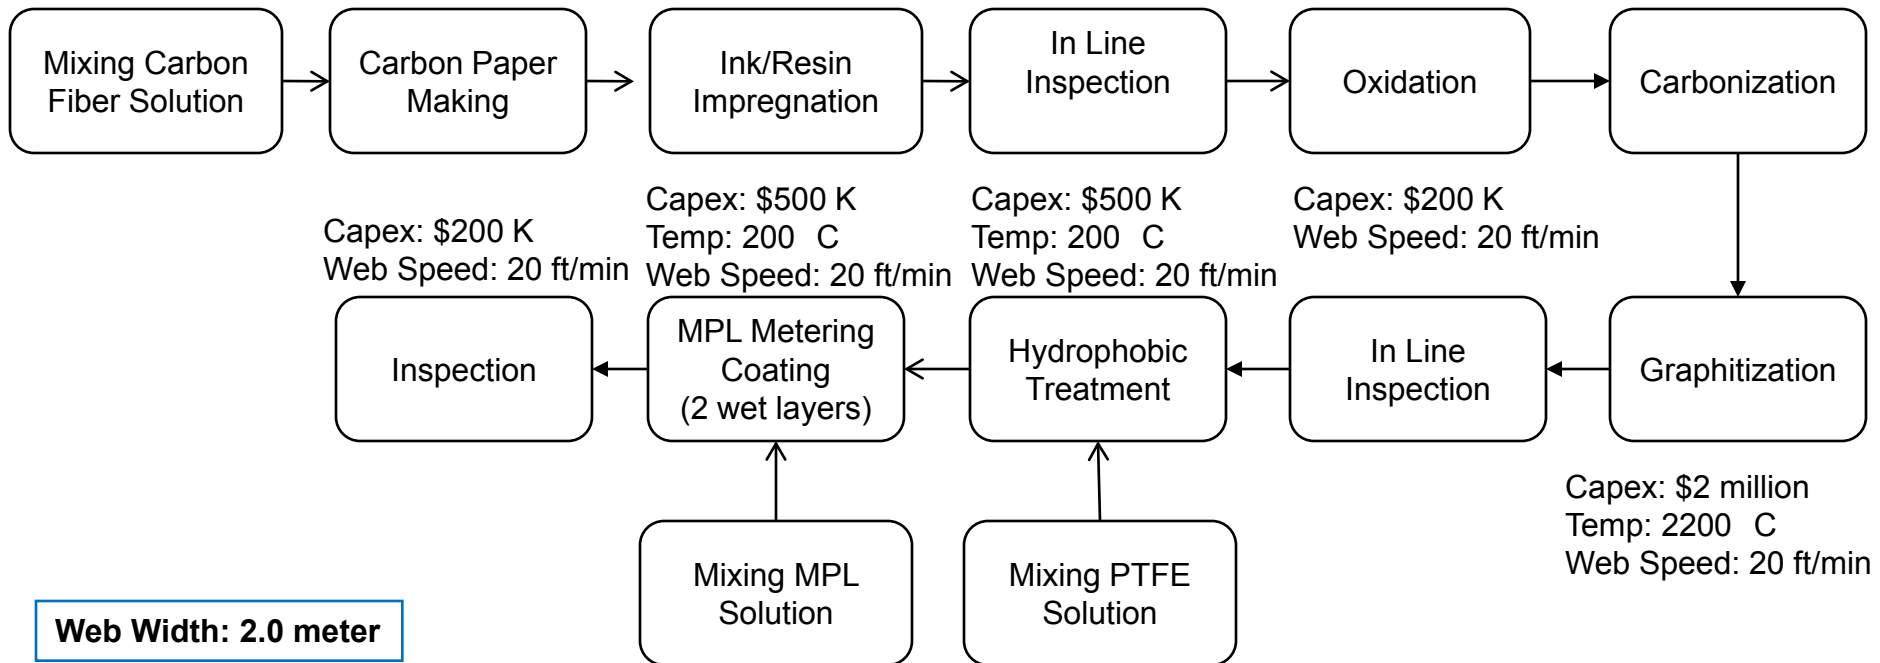 Mixing Carbon
Fiber Solution
Carbon Paper
Making
Ink/Resin
Impregnation
In Line
Inspection
Oxidation
Carbonization
Capex: $200 K
Web Speed: 20 ft/min
Capex: $500 K
Temp: 200 C
Web Speed: 20 ft/min
Capex: $500 K
Temp: 200 C
Web Speed: 20 ft/min
Capex: $200 K
Web Speed: 20 ft/min
Inspection
MPL Metering
Coating
(2 wet layers)
Hydrophobic
Treatment
In Line
Inspection
Graphitization
Capex: $2 million
Temp: 2200 C
Web Speed: 20 ft/min
Mixing MPL
Solution
Mixing PTFE
Solution
Web Width: 2.0 meter